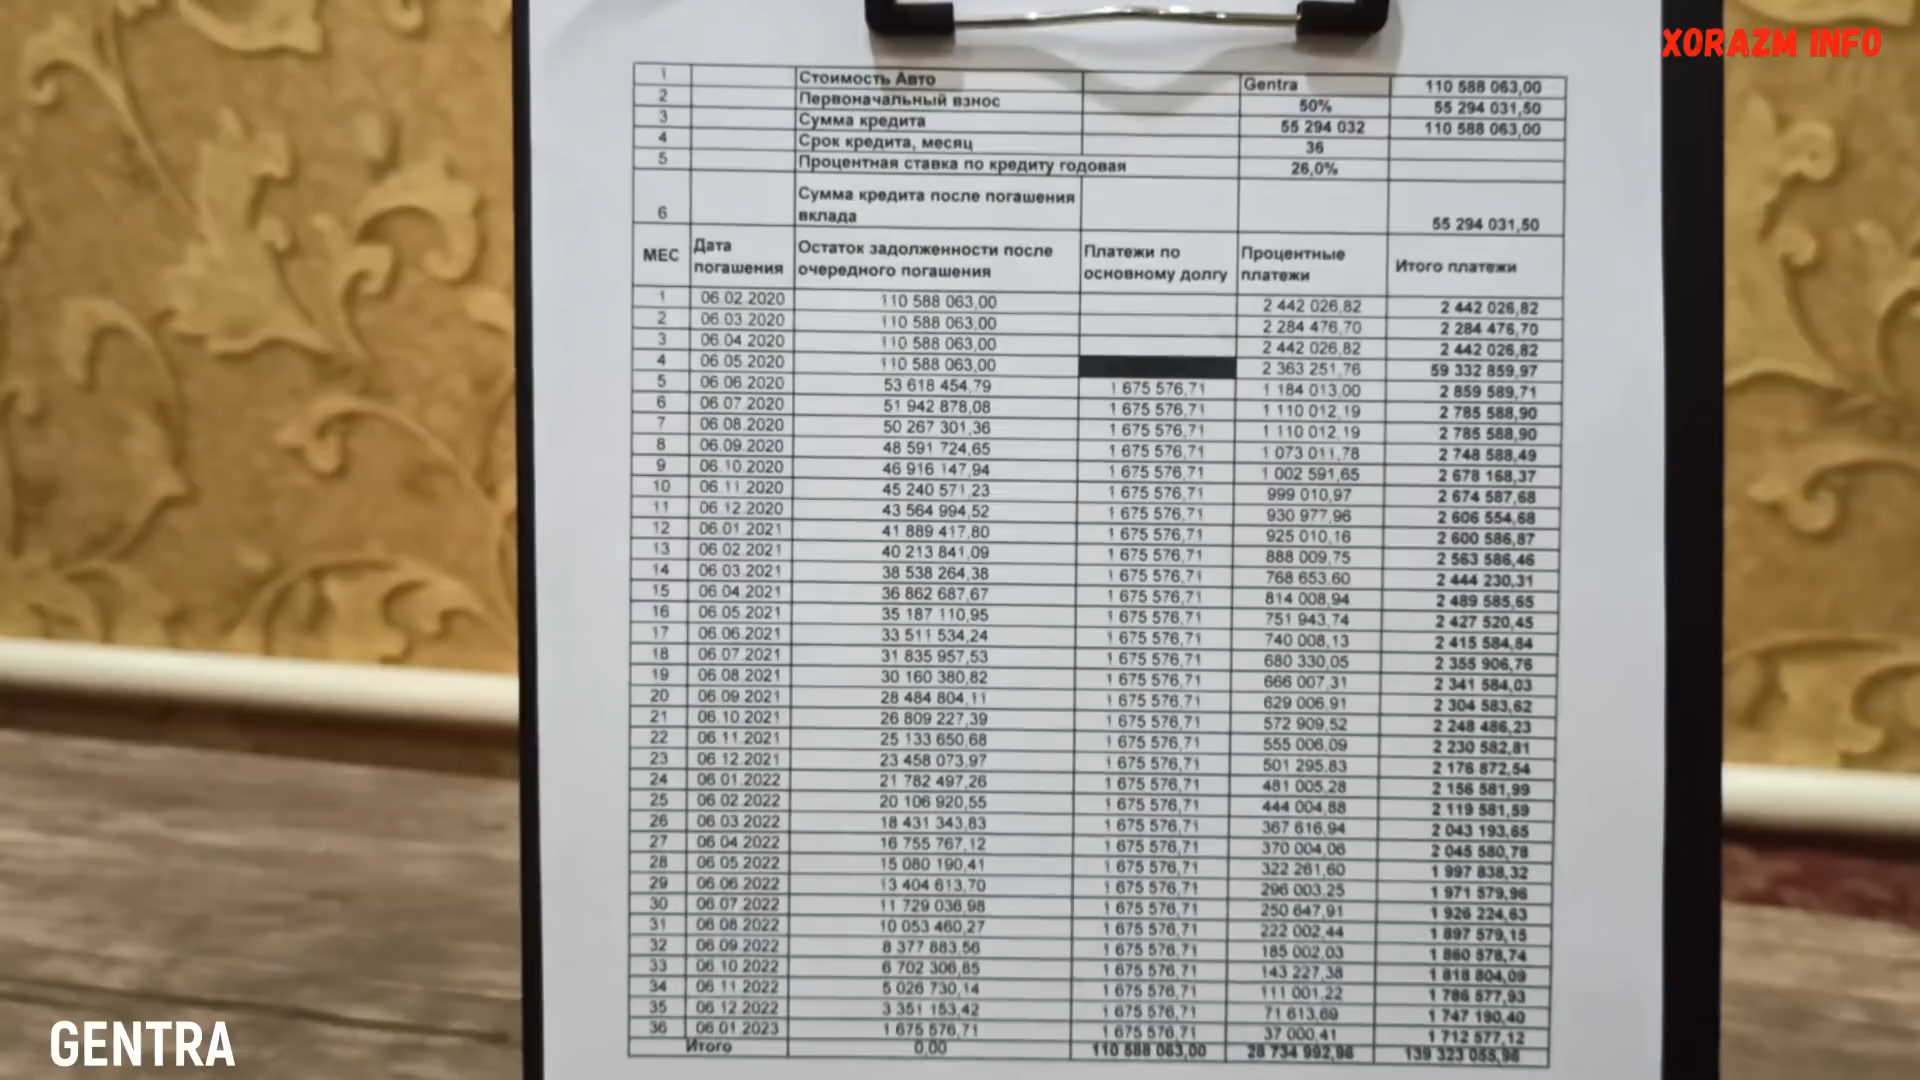 XORAZM INFO
1 Стоимость Авто Gentra 110 588 063,00
2 Первоначальный взнос 50% 55 294 031,50
3 Сумма кредита 55 294 032 110 588 063,00
4 Срок кредита, месяц 36
5 Процентная ставка по кредиту годовая 26,0%
6 Сумма кредита после погашения вклада 55 294 031,50
МЕС Дата погашения Остаток задолженности после очередного погашения Платежи по основному долгу Процентные платежи Итого платежи
1 06.02.2020 110 588 063,00 2 442 026,82 2 442 026,82
2 06.03.2020 110 588 063,00 2 284 476,70 2 284 476,70
3 06.04.2020 110 588 063,00 2 442 026,82 2 442 026,82
4 06.05.2020 110 588 063,00 2 363 251,76 59 332 859,97
5 06.06.2020 53 618 454,79 1 675 576,71 1 184 013,00 2 859 589,71
6 06.07.2020 51 942 878,08 1 675 576,71 1 110 012,19 2 785 588,90
7 06.08.2020 50 267 301,36 1 675 576,71 1 110 012,19 2 785 588,90
8 06.09.2020 48 591 724,65 1 675 576,71 1 073 011,78 2 748 588,49
9 06.10.2020 46 916 147,94 1 675 576,71 1 002 591,65 2 678 168,37
10 06.11.2020 45 240 571,23 1 675 576,71 999 010,97 2 674 587,68
11 06.12.2020 43 564 994,52 1 675 576,71 930 977,96 2 606 554,68
12 06.01.2021 41 889 417,80 1 675 576,71 925 010,16 2 600 586,87
13 06.02.2021 40 213 841,09 1 675 576,71 888 009,75 2 563 586,46
14 06.03.2021 38 538 264,38 1 675 576,71 768 653,60 2 444 230,31
15 06.04.2021 36 862 687,67 1 675 576,71 814 008,94 2 489 585,65
16 06.05.2021 35 187 110,95 1 675 576,71 751 943,74 2 427 520,45
17 06.06.2021 33 511 534,24 1 675 576,71 740 008,13 2 415 584,84
18 06.07.2021 31 835 957,53 1 675 576,71 680 330,05 2 355 906,76
19 06.08.2021 30 160 380,82 1 675 576,71 666 007,31 2 341 584,03
20 06.09.2021 28 484 804,11 1 675 576,71 629 006,91 2 304 583,62
21 06.10.2021 26 809 227,39 1 675 576,71 572 909,52 2 248 486,23
22 06.11.2021 25 133 650,68 1 675 576,71 555 006,09 2 230 582,81
23 06.12.2021 23 458 073,97 1 675 576,71 501 295,83 2 176 872,54
24 06.01.2022 21 782 497,26 1 675 576,71 481 005,28 2 156 581,99
25 06.02.2022 20 106 920,55 1 675 576,71 444 004,88 2 119 581,59
26 06.03.2022 18 431 343,83 1 675 576,71 367 616,94 2 043 193,65
27 06.04.2022 16 755 767,12 1 675 576,71 370 004,06 2 045 580,78
28 06.05.2022 15 080 190,41 1 675 576,71 322 261,60 1 997 838,32
29 06.06.2022 13 404 613,70 1 675 576,71 296 003,25 1 971 579,96
30 06.07.2022 11 729 036,98 1 675 576,71 250 647,91 1 926 224,63
31 06.08.2022 10 053 460,27 1 675 576,71 222 002,44 1 897 579,15
32 06.09.2022 8 377 883,56 1 675 576,71 185 002,03 1 860 578,74
33 06.10.2022 6 702 306,85 1 675 576,71 143 227,38 1 818 804,09
34 06.11.2022 5 026 730,14 1 675 576,71 111 001,22 1 786 577,93
35 06.12.2022 3 351 153,42 1 675 576,71 71 613,69 1 747 190,40
36 06.01.2023 1 675 576,71 1 675 576,71 37 000,41 1 712 577,12
Итого 0,00 110 588 063,00 28 734 992,96 139 323 055,96
GENTRA